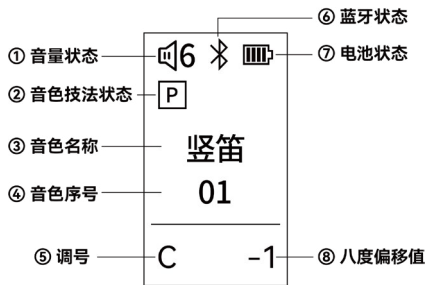 ⑥ 蓝牙状态
① 音量状态
6
⑦ 电池状态
② 音色技法状态
P
③ 音色名称
竖笛
④ 音色序号
01
⑤ 调号
C
-1
⑧ 八度偏移值